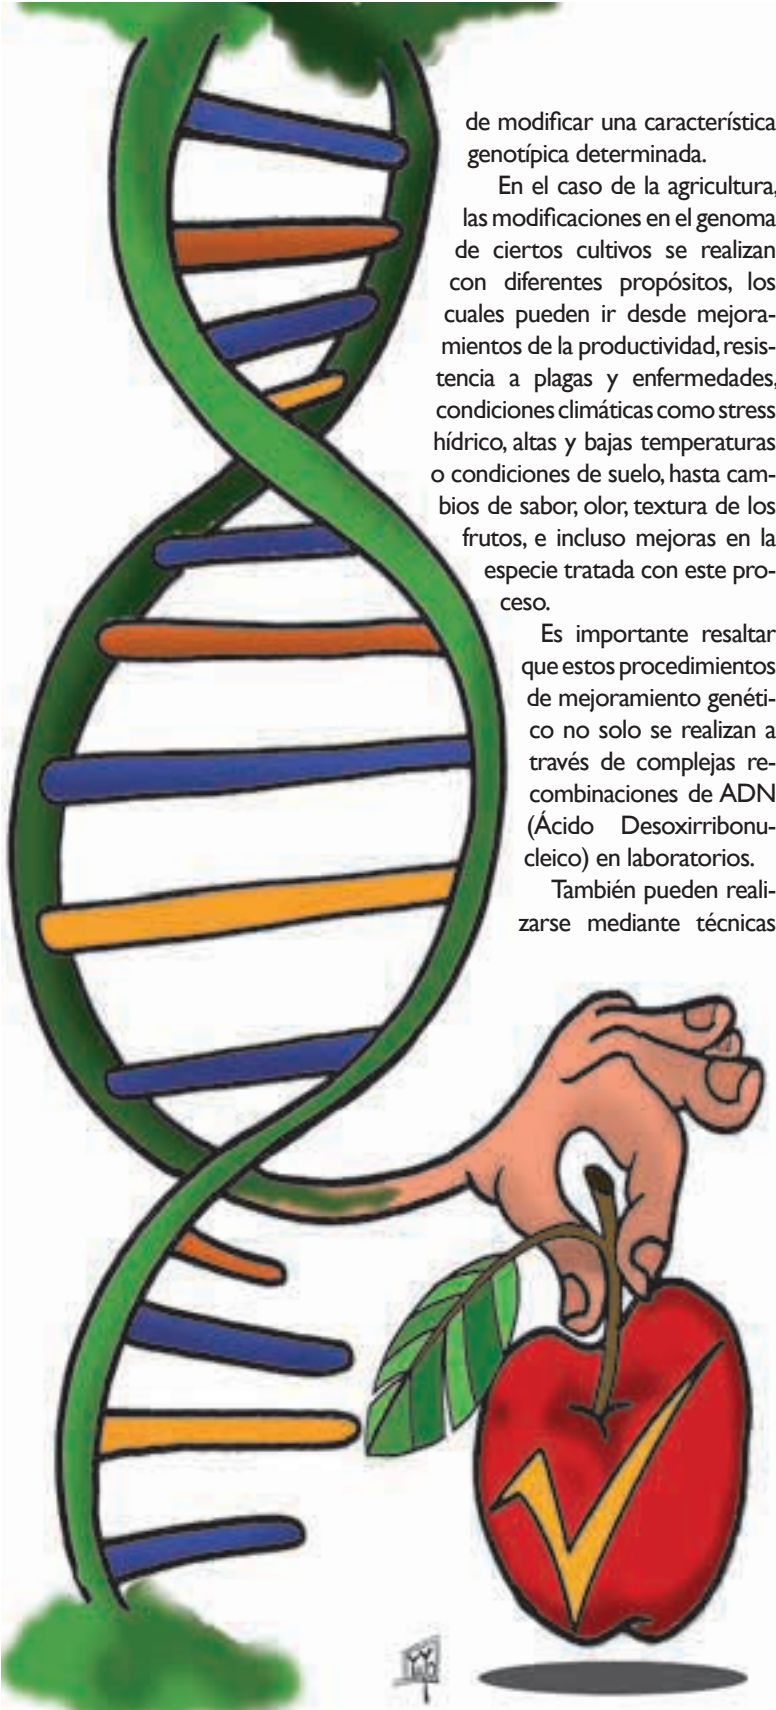 de modificar una característica
genotípica determinada.
En el caso de la agricultura,
las modificaciones en el genoma
de ciertos cultivos se realizan
con diferentes propósitos, los
cuales pueden ir desde mejora-
mientos de la productividad, resis-
tencia a plagas y enfermedades,
condiciones climáticas como stress
hídrico, altas y bajas temperaturas
o condiciones de suelo, hasta cam-
bios de sabor, olor, textura de los
frutos, e incluso mejoras en la
especie tratada con este pro-
ceso.
Es importante resaltar
que estos procedimientos
de mejoramiento genéti-
co no solo se realizan a
través de complejas re-
combinaciones de ADN
(Ácido Desoxirribonu-
cleico) en laboratorios.
También pueden reali-
zarse mediante técnicas